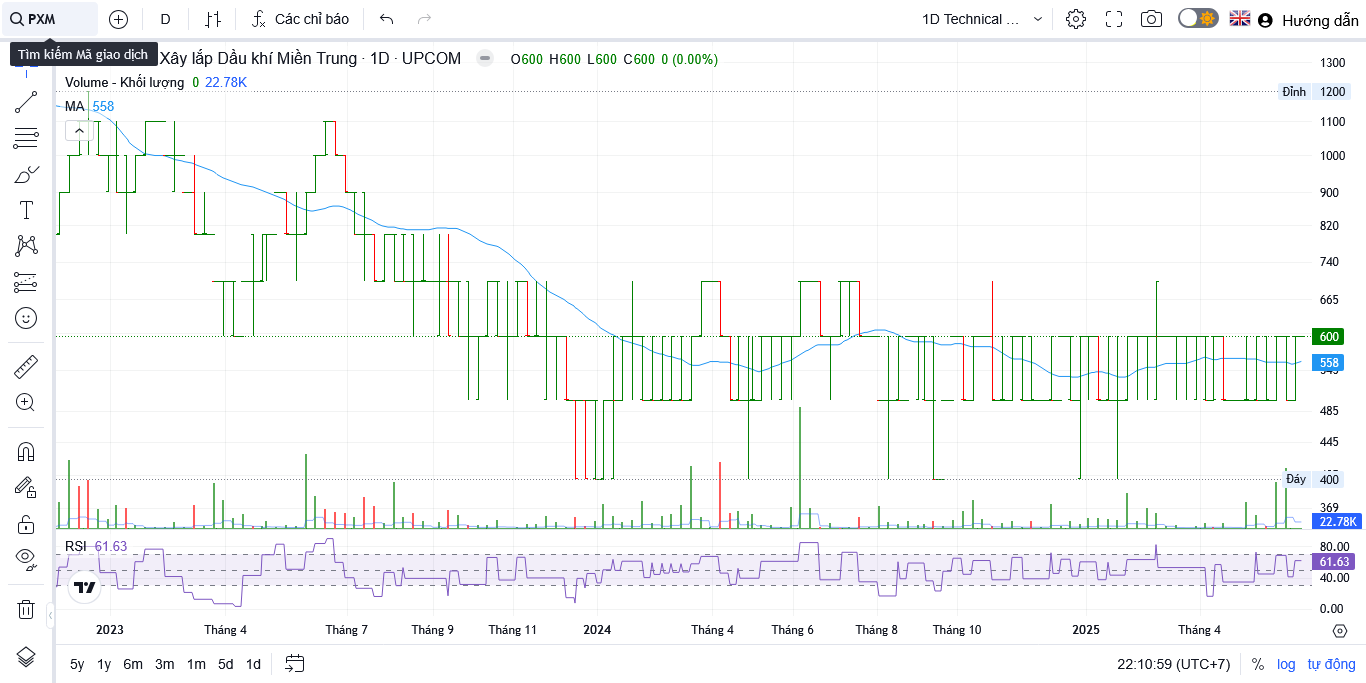 PXM D Các chỉ báo 1D Technical ... Hướng dẫn
Tìm kiếm Mã giao dịch
Xây lắp Dầu khí Miền Trung · 1D · UPCOM O600 H600 L600 C600 0 (0.00%)
Volume - Khối lượng 0 22.78K
MA 558
1300
Đỉnh 1200
1100
1000
900
820
740
665
600
558
485
445
Đáy 400
369
22.78K
RSI 61.63
80.00
61.63
40.00
0.00
2023 Tháng 4 Tháng 7 Tháng 9 Tháng 11 2024 Tháng 4 Tháng 6 Tháng 8 Tháng 10 2025 Tháng 4
5y 1y 6m 3m 1m 5d 1d 22:10:59 (UTC+7) % log tự động